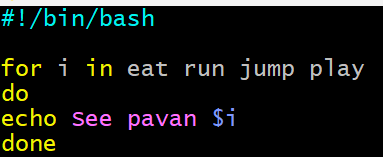 #!/bin/bash
for i in eat run jump play
do
echo See pavan $i
done